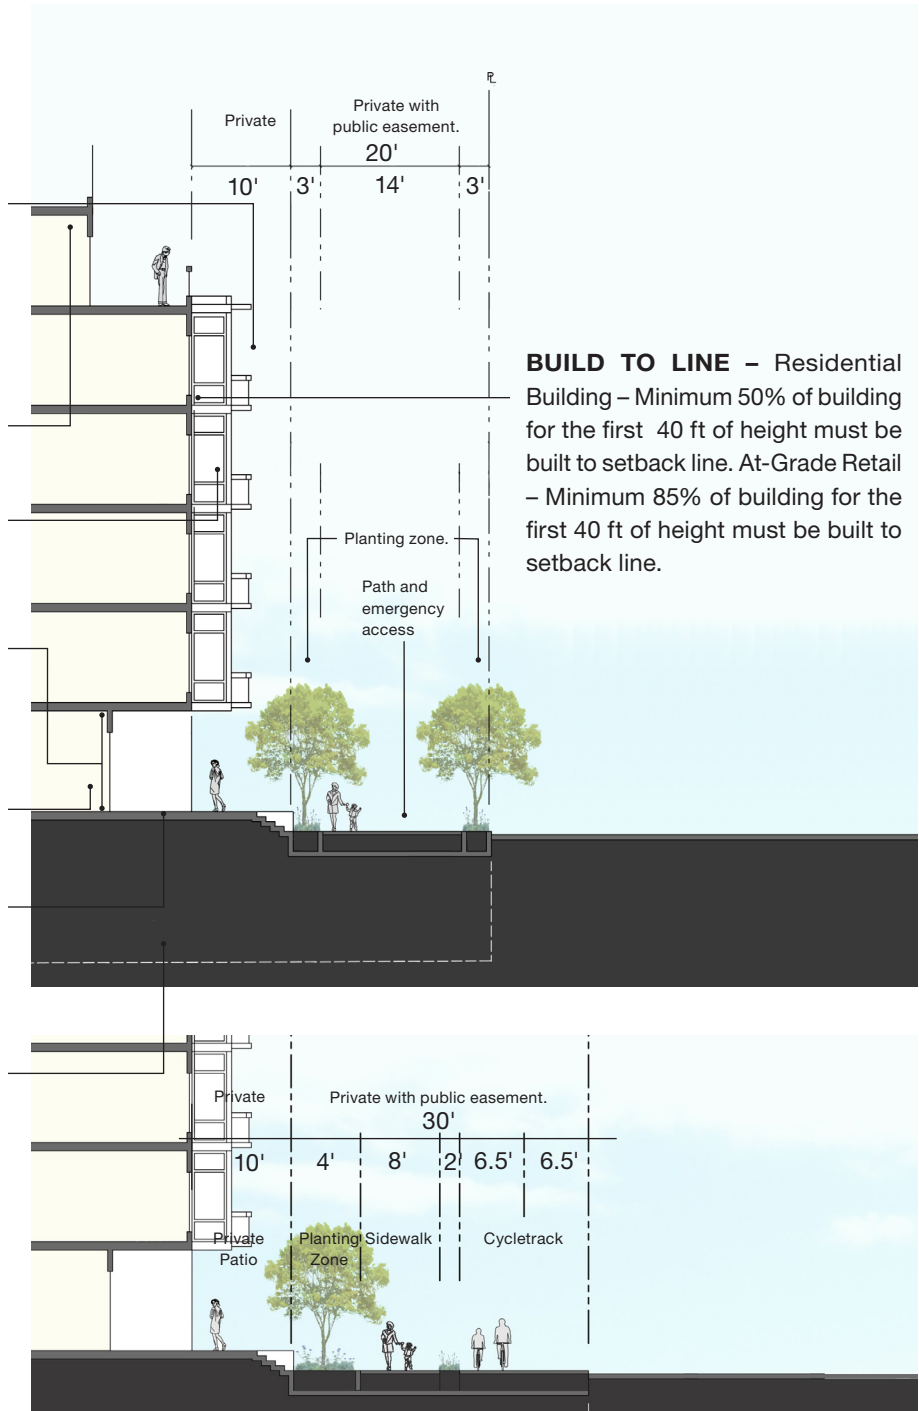 ℄
Private
Private with
public easement.
20'
10' 3' 14' 3'
BUILD TO LINE – Residential
Building – Minimum 50% of building
for the first 40 ft of height must be
built to setback line. At-Grade Retail
– Minimum 85% of building for the
first 40 ft of height must be built to
setback line.
Planting zone.
Path and
emergency
access
Private
Private with public easement.
30'
10' 4' 8' 2' 6.5' 6.5'
Private
Patio
Planting
Zone
Sidewalk
Cycletrack